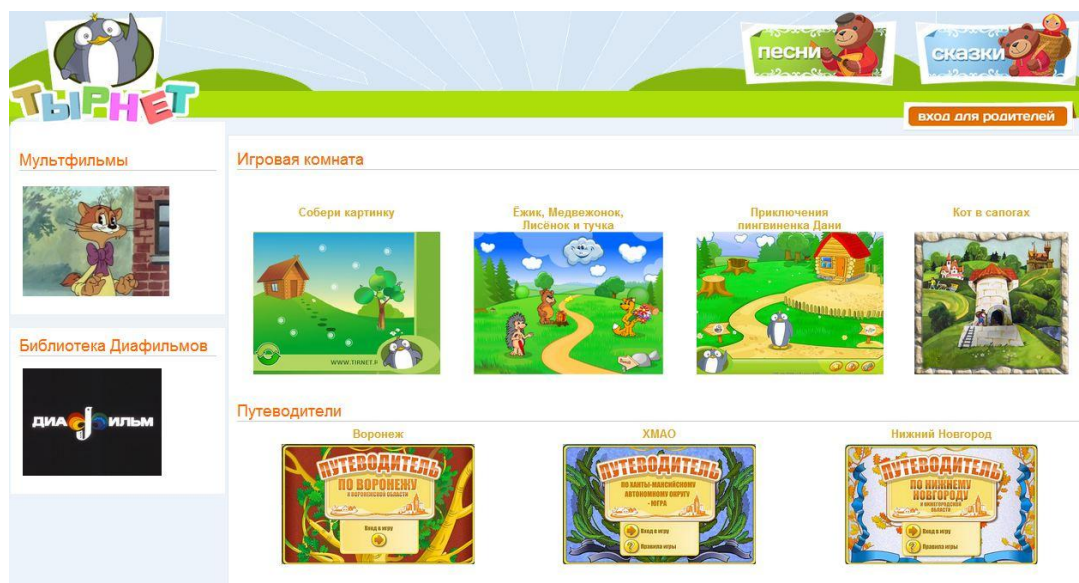 ТЫРНЕТ
песни
сказки
вход для родителей
Мультфильмы
Библиотека Диафильмов
ДИАФИЛЬМ
Игровая комната
Собери картинку
Ёжик, Медвежонок,
Лисёнок и тучка
Приключения
пингвиненка Дани
Кот в сапогах
WWW.TIRNET.R
Путеводители
Воронеж
ХМАО
Нижний Новгород
ПУТЕВОДИТЕЛЬ
ПО ВОРОНЕЖУ
И ВОРОНЕЖСКОЙ ОБЛАСТИ
Вход в игру
ПУТЕВОДИТЕЛЬ
ПО ХАНТЫ-МАНСИЙСКОМУ
АВТОНОМНОМУ ОКРУГУ
- ЮГРА
Вход в игру
Правила игры
ПУТЕВОДИТЕЛЬ
ПО НИЖНЕМУ
НОВГОРОДУ
И НИЖЕГОРОДСКОЙ
ОБЛАСТИ
Вход в игру
Правила игры